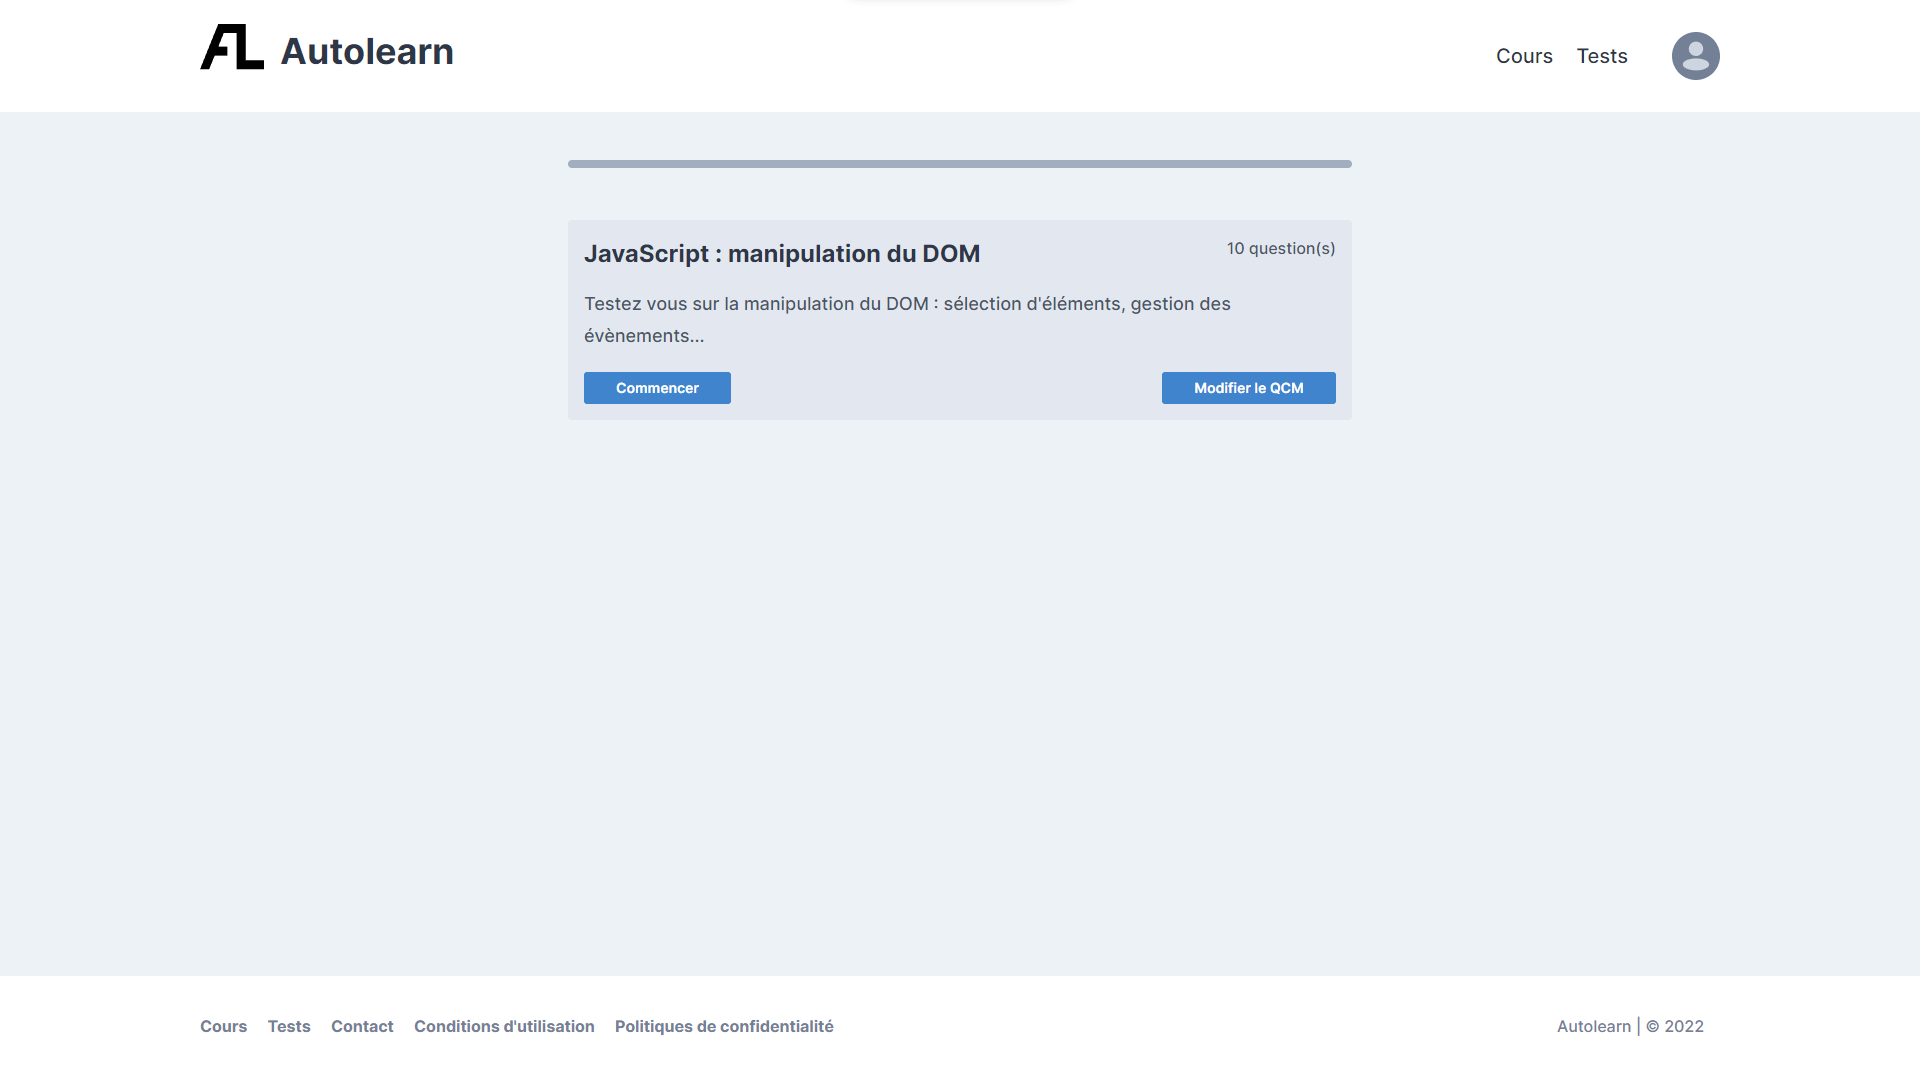 AL Autolearn
Cours Tests
JavaScript : manipulation du DOM
10 question(s)
Testez vous sur la manipulation du DOM : sélection d'éléments, gestion des
évènements...
Commencer
Modifier le QCM
Cours Tests Contact Conditions d'utilisation Politiques de confidentialité
Autolearn | © 2022